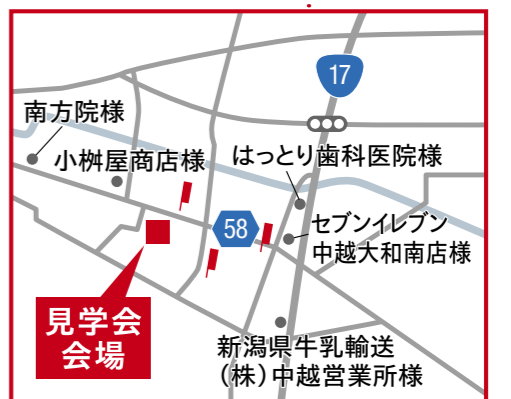 17
南方院様
小桝屋商店様
はっとり歯科医院様
58
セブンイレブン
中越大和南店様
見学会
会場
新潟県牛乳輸送
（株）中越営業所様